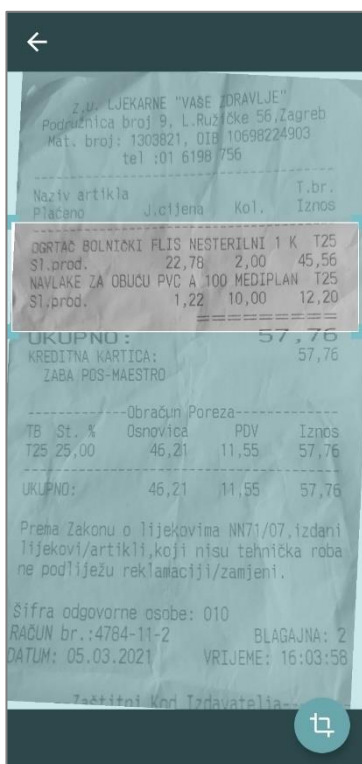 Z.U. LJEKARNE "VAŠE ZDRAVLJE"
Podružnica broj 9, L.Ružičke 56,Zagreb
Mat. broj: 1303821, OIB 10698224903
tel :01 6198 756
Naziv artikla T.br.
Plaćeno J.cijena Kol. Iznos
OGRTAČ BOLNIČKI FLIS NESTERILNI 1 K T25
Sl.prod. 22,78 2,00 45,56
NAVLAKE ZA OBUĆU PVC A 100 MEDIPLAN T25
Sl.prod. 1,22 10,00 12,20
==========
UKUPNO: 57,76
KREDITNA KARTICA: 57,76
ZABA POS-MAESTRO
------------Obračun Poreza------------
TB St. % Osnovica PDV Iznos
T25 25,00 46,21 11,55 57,76
UKUPNO: 46,21 11,55 57,76
Prema Zakonu o lijekovima NN71/07,izdani
lijekovi/artikli,koji nisu tehnička roba
ne podliježu reklamaciji/zamjeni.
Šifra odgovorne osobe: 010
RAČUN br.:4784-11-2 BLAGAJNA: 2
DATUM: 05.03.2021 VRIJEME: 16:03:58
Zaštitni Kod Izdavatelja